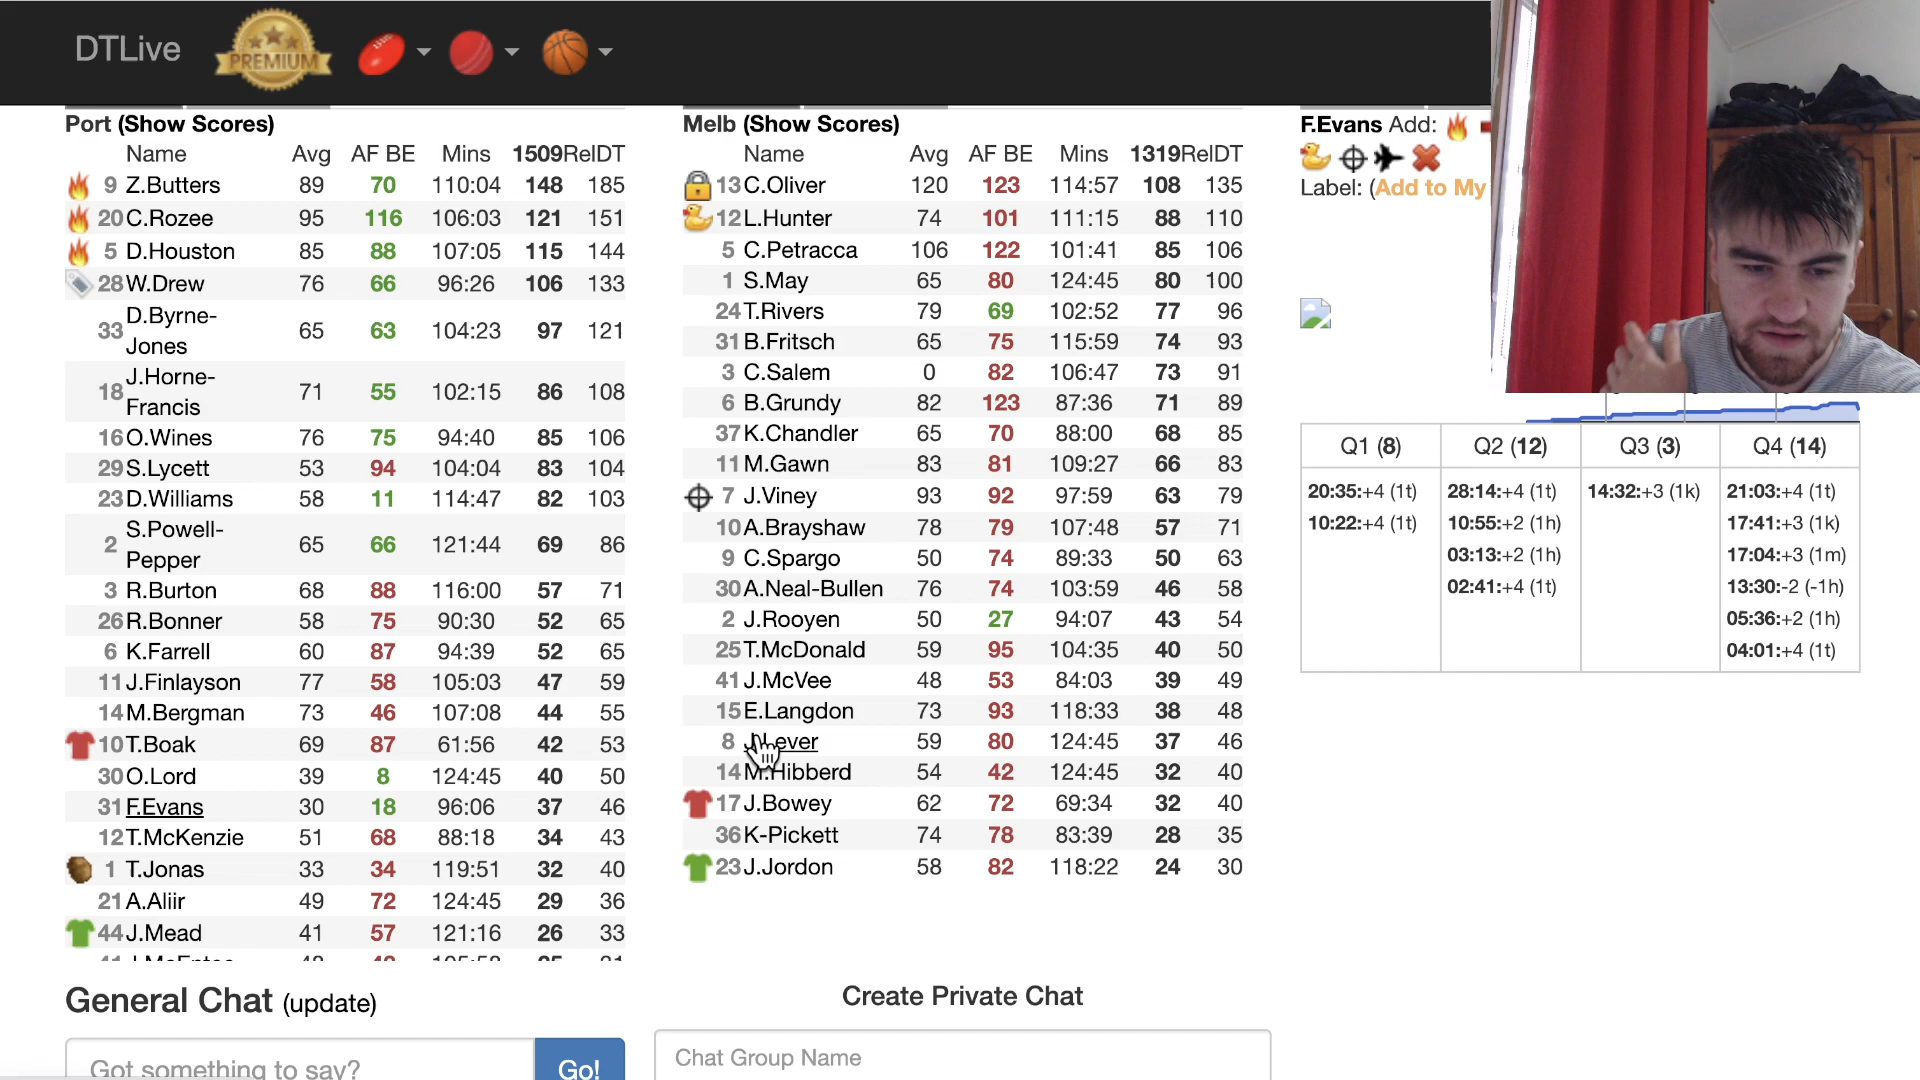 DTLive
PREMIUM
Port (Show Scores)
Name Avg AF BE Mins 1509 RelDT
9 Z.Butters 89 70 110:04 148 185
20 C.Rozee 95 116 106:03 121 151
5 D.Houston 85 88 107:05 115 144
28 W.Drew 76 66 96:26 106 133
33 D.Byrne-Jones 65 63 104:23 97 121
18 J.Horne-Francis 71 55 102:15 86 108
16 O.Wines 76 75 94:40 85 106
29 S.Lycett 53 94 104:04 83 104
23 D.Williams 58 11 114:47 82 103
2 S.Powell-Pepper 65 66 121:44 69 86
3 R.Burton 68 88 116:00 57 71
26 R.Bonner 58 75 90:30 52 65
6 K.Farrell 60 87 94:39 52 65
11 J.Finlayson 77 58 105:03 47 59
14 M.Bergman 73 46 107:08 44 55
10 T.Boak 69 87 61:56 42 53
30 O.Lord 39 8 124:45 40 50
31 F.Evans 30 18 96:06 37 46
12 T.McKenzie 51 68 88:18 34 43
1 T.Jonas 33 34 119:51 32 40
21 A.Aliir 49 72 124:45 29 36
44 J.Mead 41 57 121:16 26 33
Melb (Show Scores)
Name Avg AF BE Mins 1319 RelDT
13 C.Oliver 120 123 114:57 108 135
12 L.Hunter 74 101 111:15 88 110
5 C.Petracca 106 122 101:41 85 106
1 S.May 65 80 124:45 80 100
24 T.Rivers 79 69 102:52 77 96
31 B.Fritsch 65 75 115:59 74 93
3 C.Salem 0 82 106:47 73 91
6 B.Grundy 82 123 87:36 71 89
37 K.Chandler 65 70 88:00 68 85
11 M.Gawn 83 81 109:27 66 83
7 J.Viney 93 92 97:59 63 79
10 A.Brayshaw 78 79 107:48 57 71
9 C.Spargo 50 74 89:33 50 63
30 A.Neal-Bullen 76 74 103:59 46 58
2 J.Rooyen 50 27 94:07 43 54
25 T.McDonald 59 95 104:35 40 50
41 J.McVee 48 53 84:03 39 49
15 E.Langdon 73 93 118:33 38 48
8 J.Lever 59 80 124:45 37 46
14 M.Hibberd 54 42 124:45 32 40
17 J.Bowey 62 72 69:34 32 40
36 K-Pickett 74 78 83:39 28 35
23 J.Jordon 58 82 118:22 24 30
F.Evans Add:
Label: (Add to My
Q1 (8) Q2 (12) Q3 (3) Q4 (14)
20:35:+4 (1t) 28:14:+4 (1t) 14:32:+3 (1k) 21:03:+4 (1t)
10:22:+4 (1t) 10:55:+2 (1h) 17:41:+3 (1k)
03:13:+2 (1h) 17:04:+3 (1m)
02:41:+4 (1t) 13:30:-2 (-1h)
05:36:+2 (1h)
04:01:+4 (1t)
General Chat (update)
Got something to say?
Go!
Create Private Chat
Chat Group Name